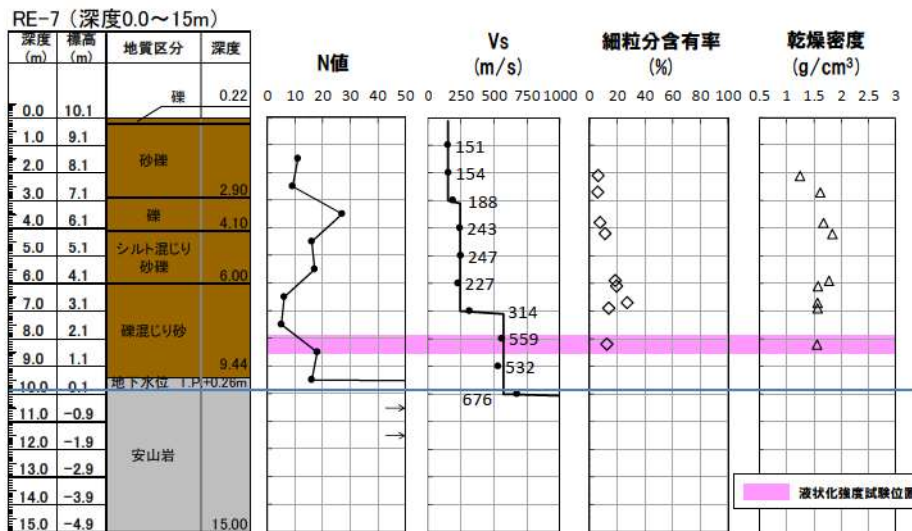 RE-7 (深度0.0～15m)
深度(m) 標高(m) 地質区分 深度
N値
Vs (m/s)
細粒分含有率 (%)
乾燥密度 (g/cm³)
礫 0.22
0 10 20 30 40 50
0 250 500 750 1000
0 20 40 60 80 100
0.5 1 1.5 2 2.5 3
0.0 10.1
1.0 9.1
151
砂礫
2.0 8.1
154
3.0 7.1 2.90
188
礫
4.0 6.1 4.10
243
シルト混じり
5.0 5.1
247
砂礫
6.0 4.1 6.00
227
7.0 3.1
314
礫混じり砂
8.0 2.1
559
9.0 1.1
532
9.44
地下水位 T.P.+0.26m
10.0 0.1
676
11.0 -0.9
12.0 -1.9
安山岩
13.0 -2.9
14.0 -3.9
液状化強度試験位置
15.0 -4.9 15.00